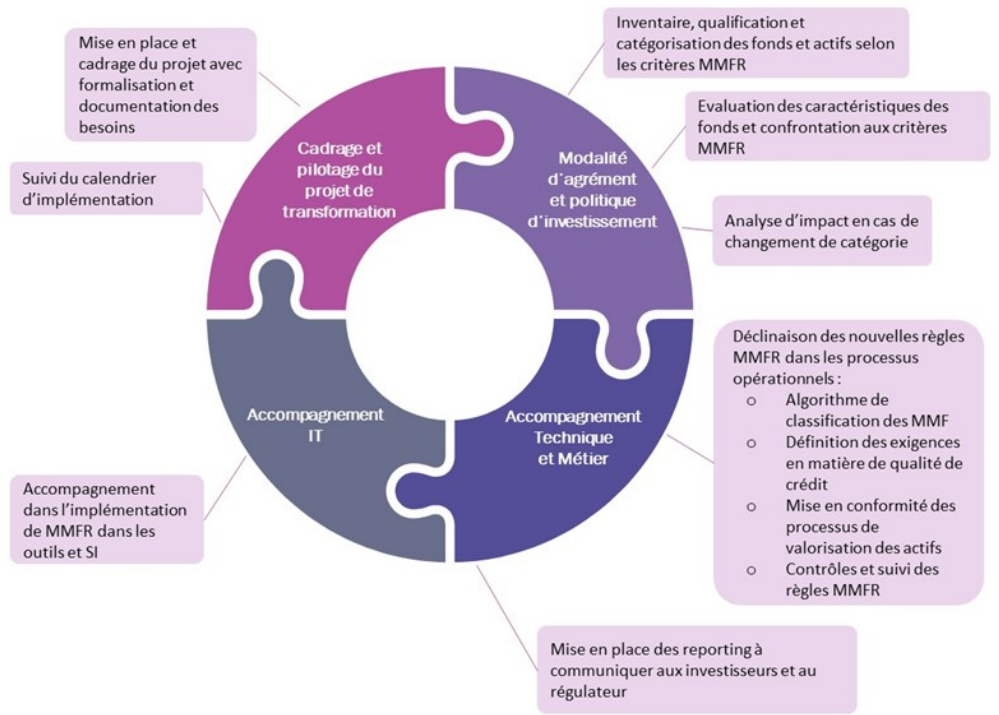 Mise en place et
cadrage du projet avec
formalisation et
documentation des
besoins
Suivi du calendrier
d'implémentation
Cadrage et
pilotage du
projet de
transformation
Inventaire, qualification et
catégorisation des fonds et actifs selon
les critères MMFR
Evaluation des caractéristiques des
fonds et confrontation aux critères
MMFR
Analyse d'impact en cas de
changement de catégorie
Modalité
d'agrément
et politique
d'investissement
Déclinaison des nouvelles règles
MMFR dans les processus
opérationnels :
o Algorithme de
classification des MMF
o Définition des exigences
en matière de qualité de
crédit
o Mise en conformité des
processus de
valorisation des actifs
o Contrôles et suivi des
règles MMFR
Accompagnement
Technique
et Métier
Mise en place des reporting à
communiquer aux investisseurs et au
régulateur
Accompagnement
IT
Accompagnement
dans l'implémentation
de MMFR dans les
outils et SI